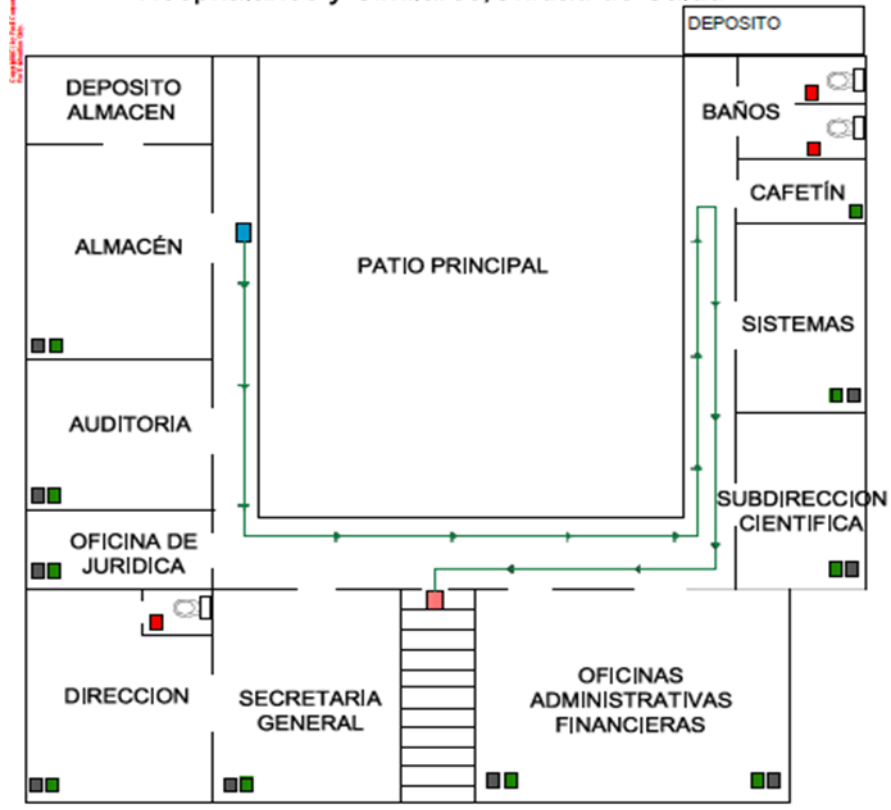 DEPOSITO
DEPOSITO
ALMACEN
BAÑOS
CAFETÍN
ALMACÉN
PATIO PRINCIPAL
SISTEMAS
AUDITORIA
SUBDIRECCION
CIENTIFICA
OFICINA DE
JURIDICA
DIRECCION
SECRETARIA
GENERAL
OFICINAS
ADMINISTRATIVAS
FINANCIERAS